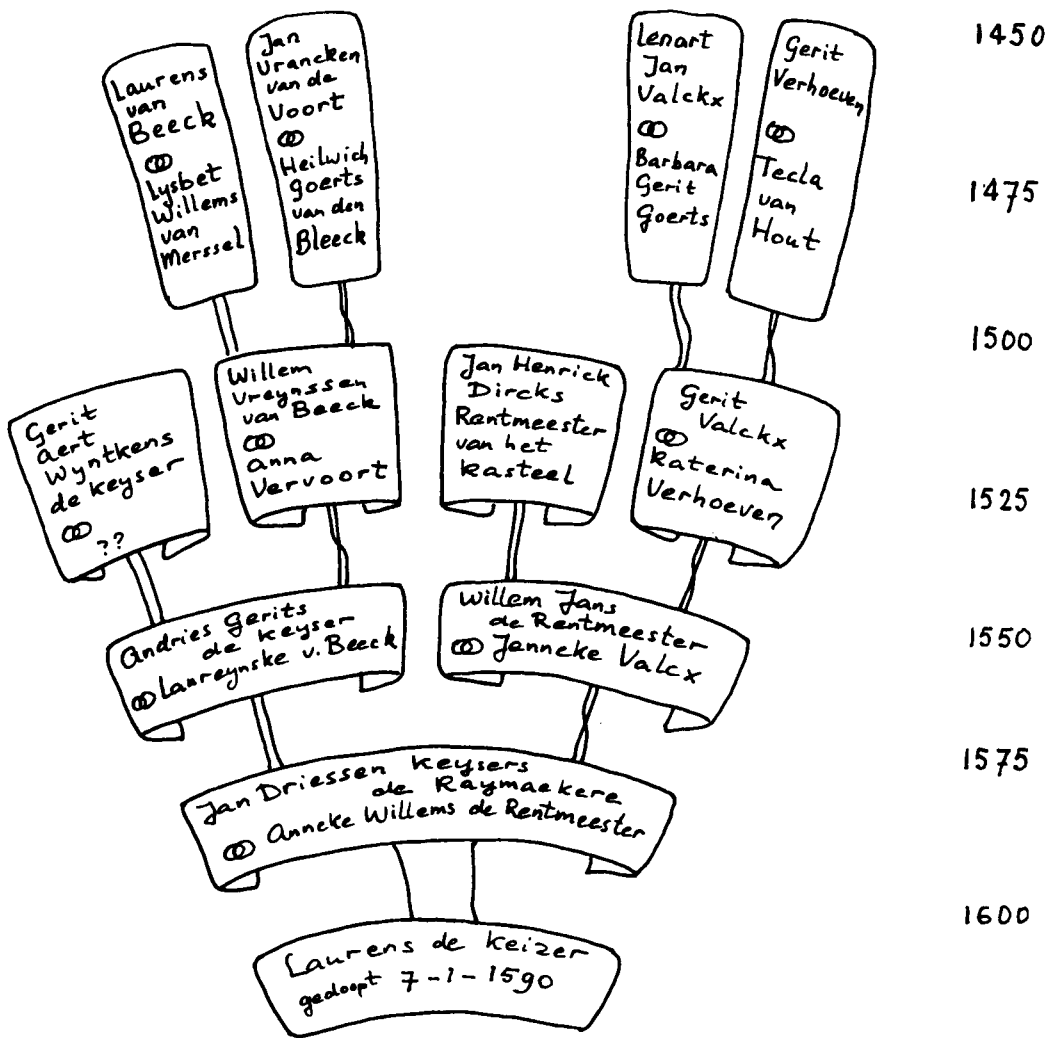 Laurens
van
Beeck
Lysbet
Willems
van
Merssel
Jan
Vrancken
van de
Voort
Heilwich
goerts
van den
Bleeck
Lenart
Jan
Valckx
Barbara
Gerit
Goerts
Gerit
Verhoeven
Tecla
van
Hout
1450
1475
1500
Gerit
aert
Wyntkens
de keyser
??
Willem
Vreynssen
van Beeck
anna
Vervoort
Jan Henrick
Dircks
Rentmeester
van het
kasteel
Gerit
Valckx
Katerina
Verhoeven
1525
Andries Gerits
de keyser
Laureynske v. Beeck
Willem Jans
de Rentmeester
Jenneke Valcx
1550
Jan Driessen keysers
de Raymaekere
Anneke Willems de Rentmeester
1575
Laurens de keizer
gedoopt 7-1-1590
1600